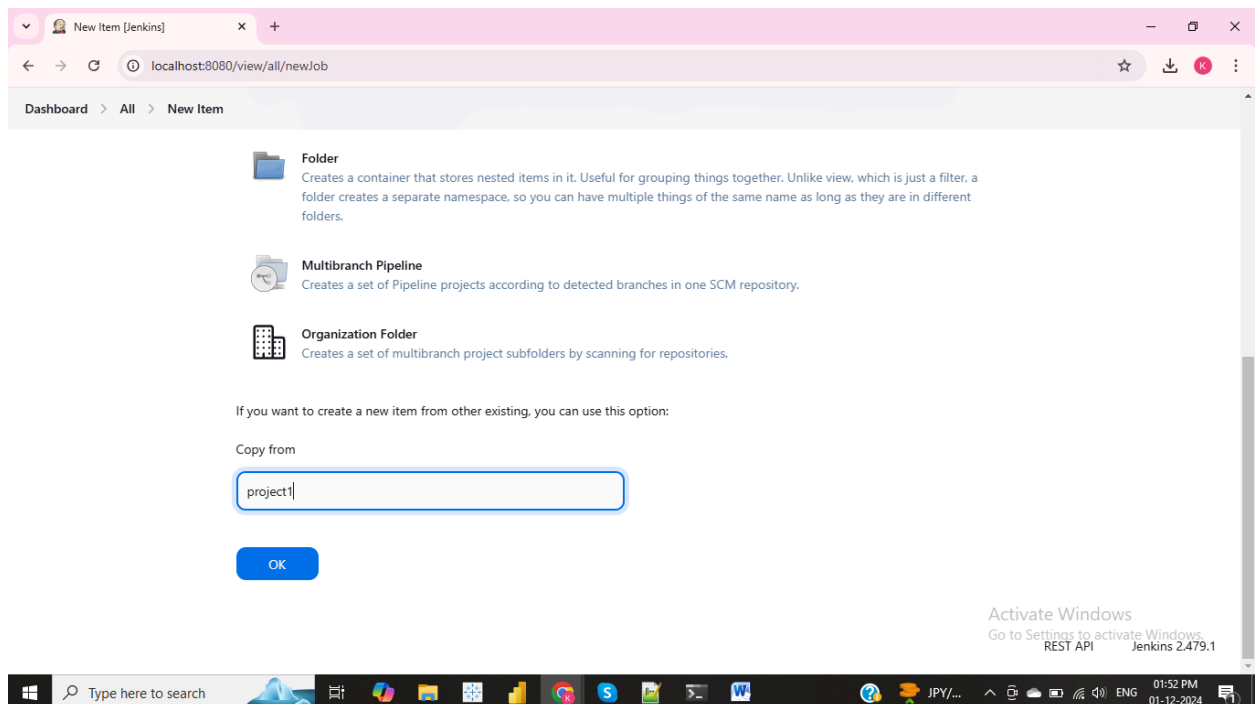 New Item [Jenkins]
localhost:8080/view/all/newJob
K
Dashboard > All > New Item
Folder
Creates a container that stores nested items in it. Useful for grouping things together. Unlike view, which is just a filter, a
folder creates a separate namespace, so you can have multiple things of the same name as long as they are in different
folders.
Multibranch Pipeline
Creates a set of Pipeline projects according to detected branches in one SCM repository.
Organization Folder
Creates a set of multibranch project subfolders by scanning for repositories.
If you want to create a new item from other existing, you can use this option:
Copy from
project1
OK
Activate Windows
Go to Settings to activate Windows.
REST API Jenkins 2.479.1
Type here to search
JPY/... ENG 01:52 PM
01-12-2024